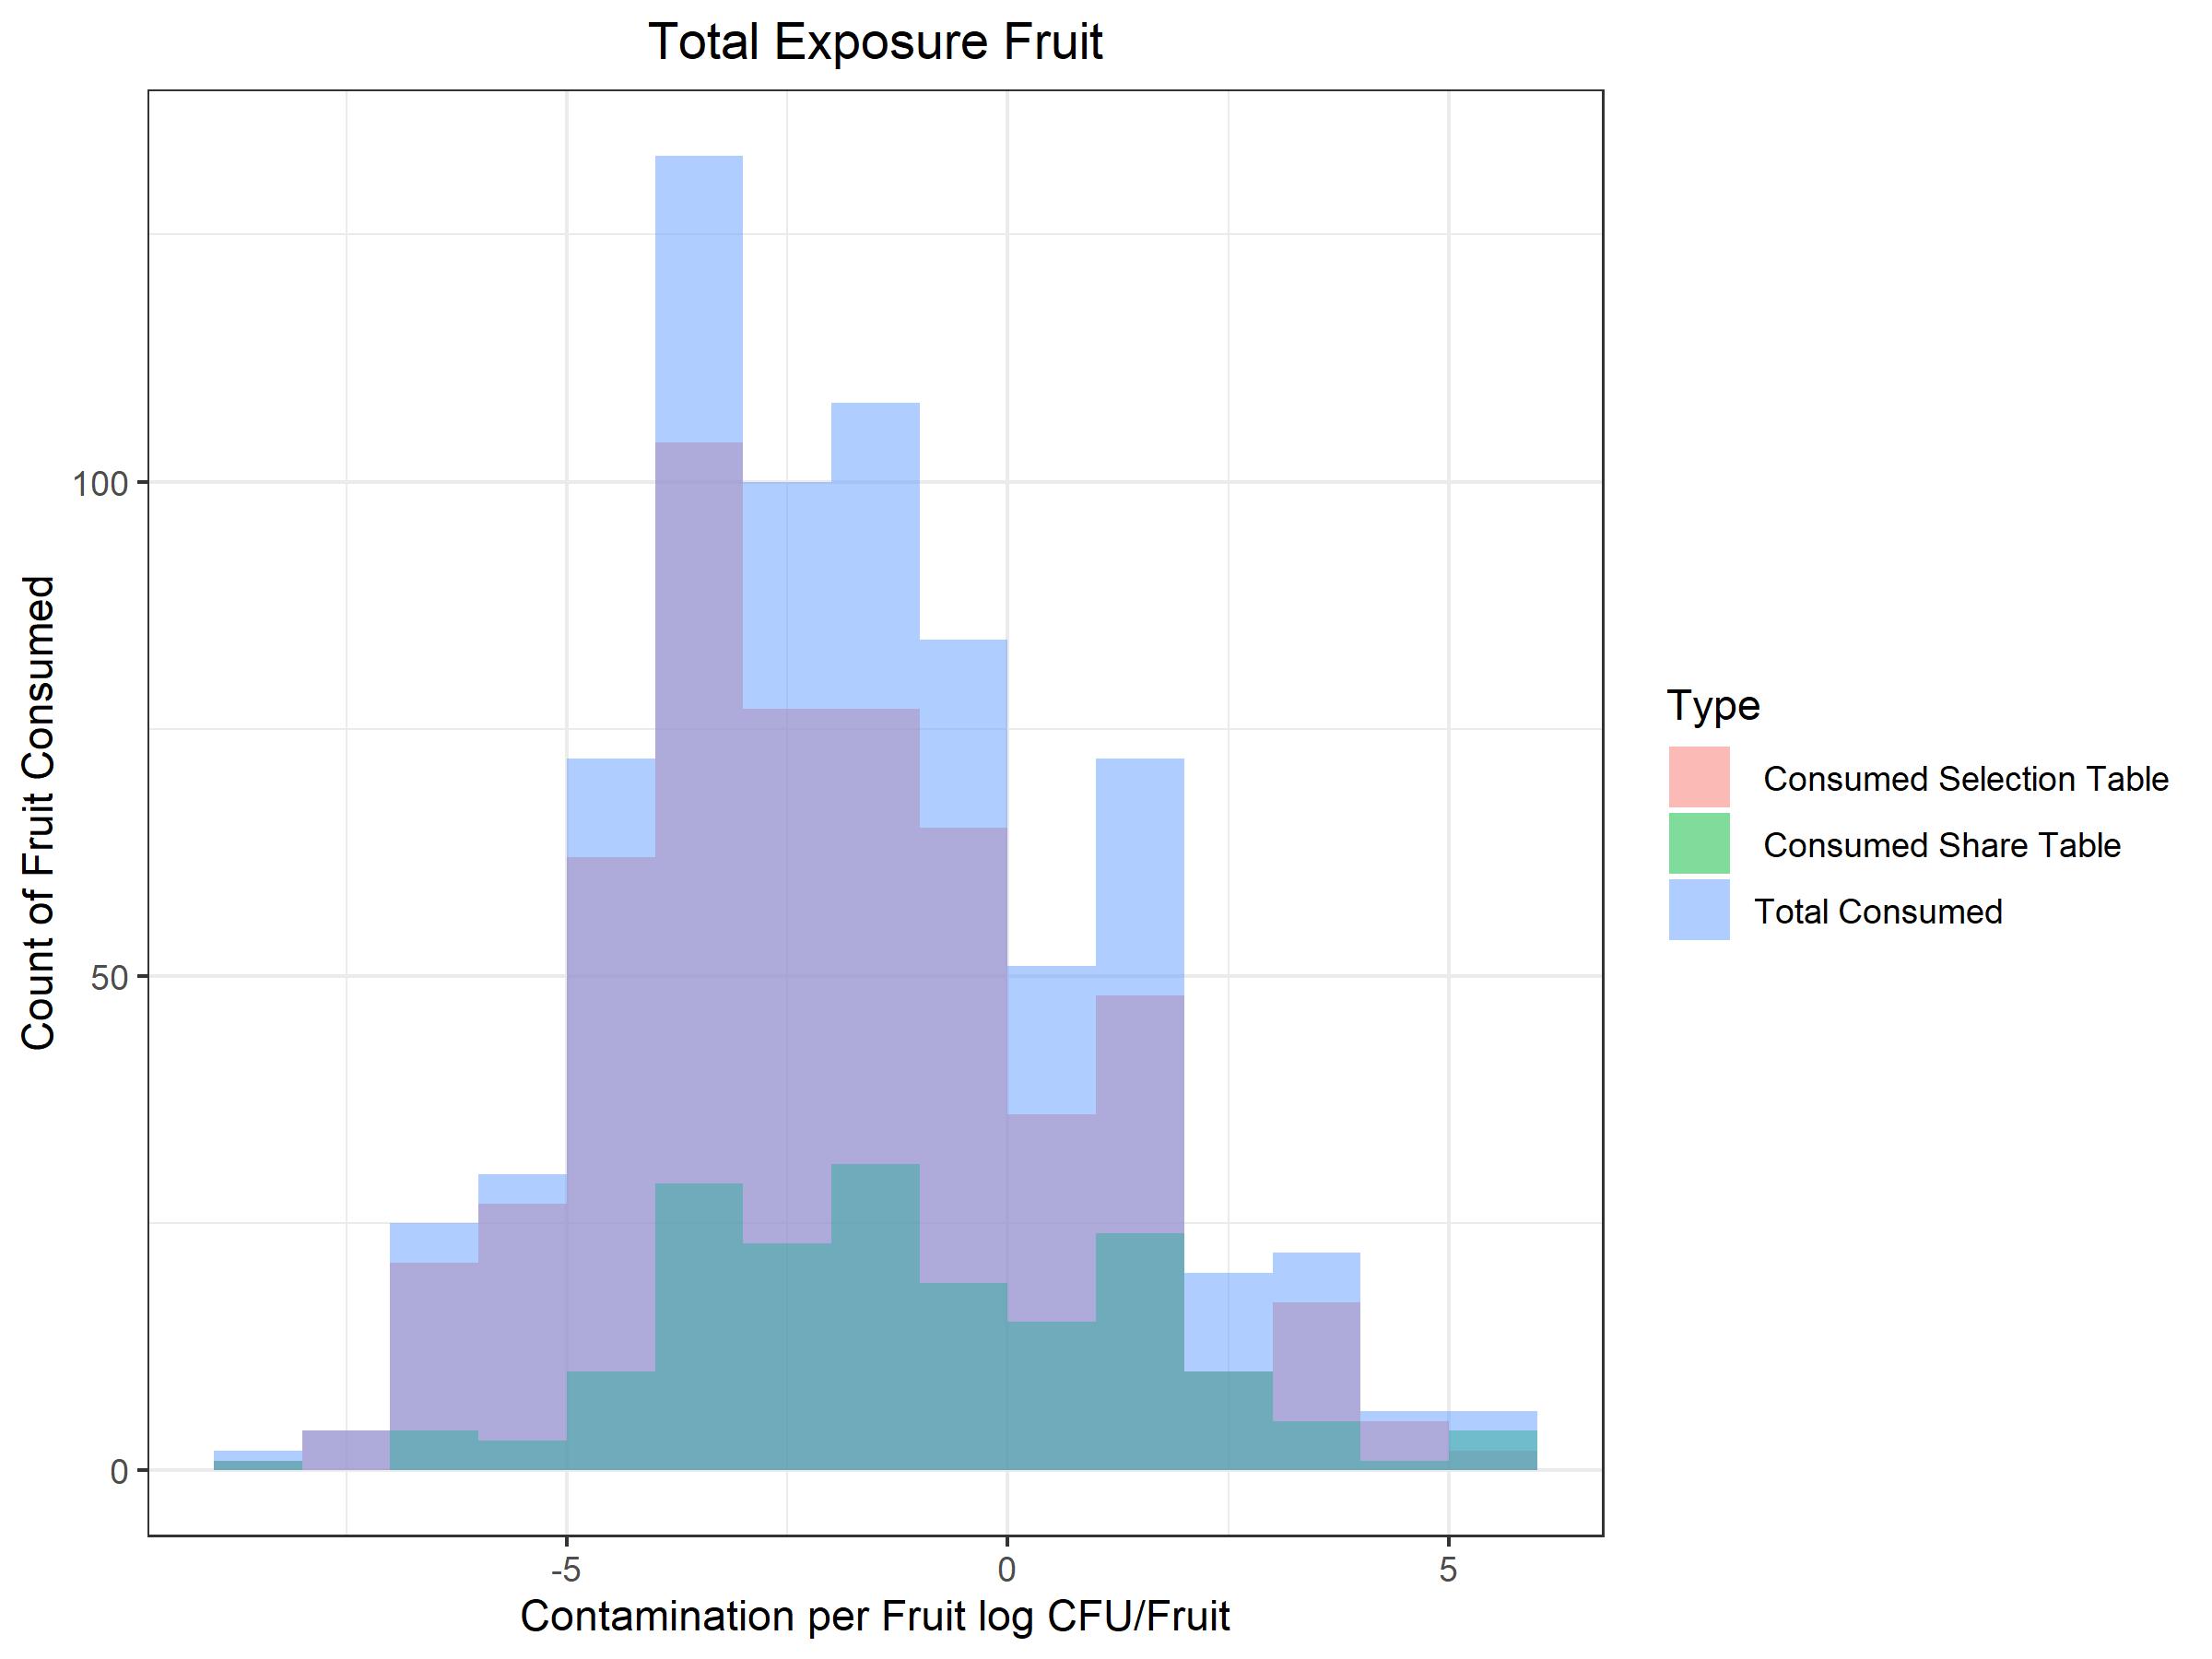 Total Exposure Fruit
100
50
0
-5
0
5
Count of Fruit Consumed
Contamination per Fruit log CFU/Fruit
Type
Consumed Selection Table
Consumed Share Table
Total Consumed